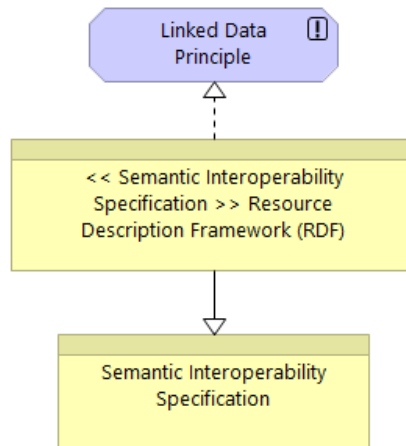 Linked Data
Principle
<< Semantic Interoperability
Specification >> Resource
Description Framework (RDF)
Semantic Interoperability
Specification